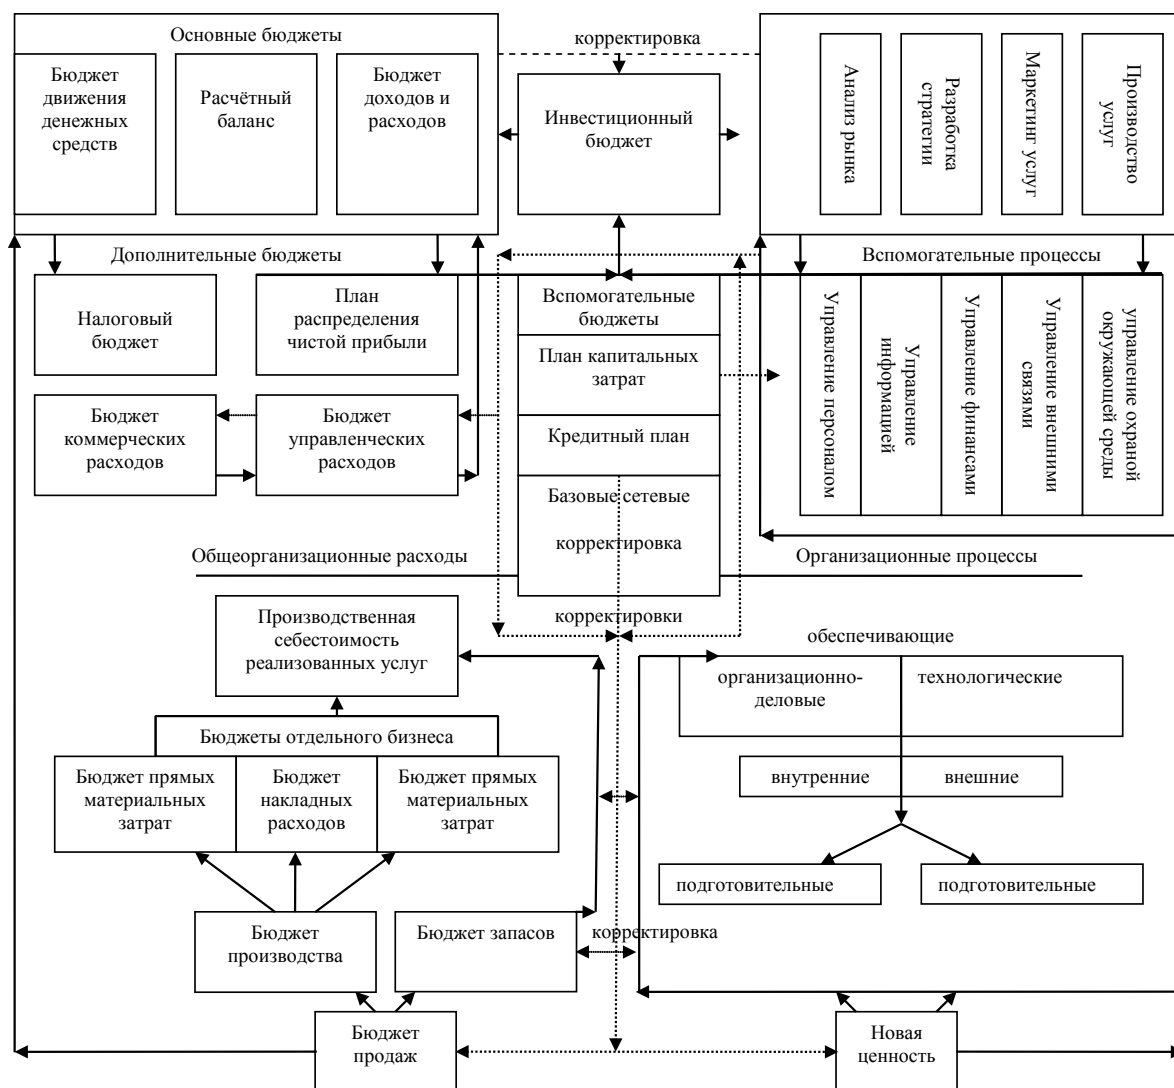 Основные бюджеты
корректировка
Бюджет
движения
денежных
средств
Расчётный
баланс
Бюджет
доходов и
расходов
Инвестиционный
бюджет
Анализ рынка
Разработка
стратегии
Маркетинг услуг
Производство
услуг
Дополнительные бюджеты
Вспомогательные процессы
Налоговый
бюджет
План
распределения
чистой прибыли
Вспомогательные
бюджеты
План капитальных
затрат
Кредитный план
Базовые сетевые
корректировка
Бюджет
коммерческих
расходов
Бюджет
управленческих
расходов
Управление персоналом
Управление
информацией
Управление финансами
Управление внешними
связями
управление охраной
окружающей среды
Общеорганизационные расходы
Организационные процессы
корректировки
Производственная
себестоимость
реализованных услуг
обеспечивающие
организационно-
деловые
технологические
Бюджеты отдельного бизнеса
Бюджет прямых
материальных
затрат
Бюджет
накладных
расходов
Бюджет прямых
материальных
затрат
внутренние
внешние
подготовительные
подготовительные
Бюджет
производства
Бюджет запасов
корректировка
Бюджет
продаж
Новая
ценность